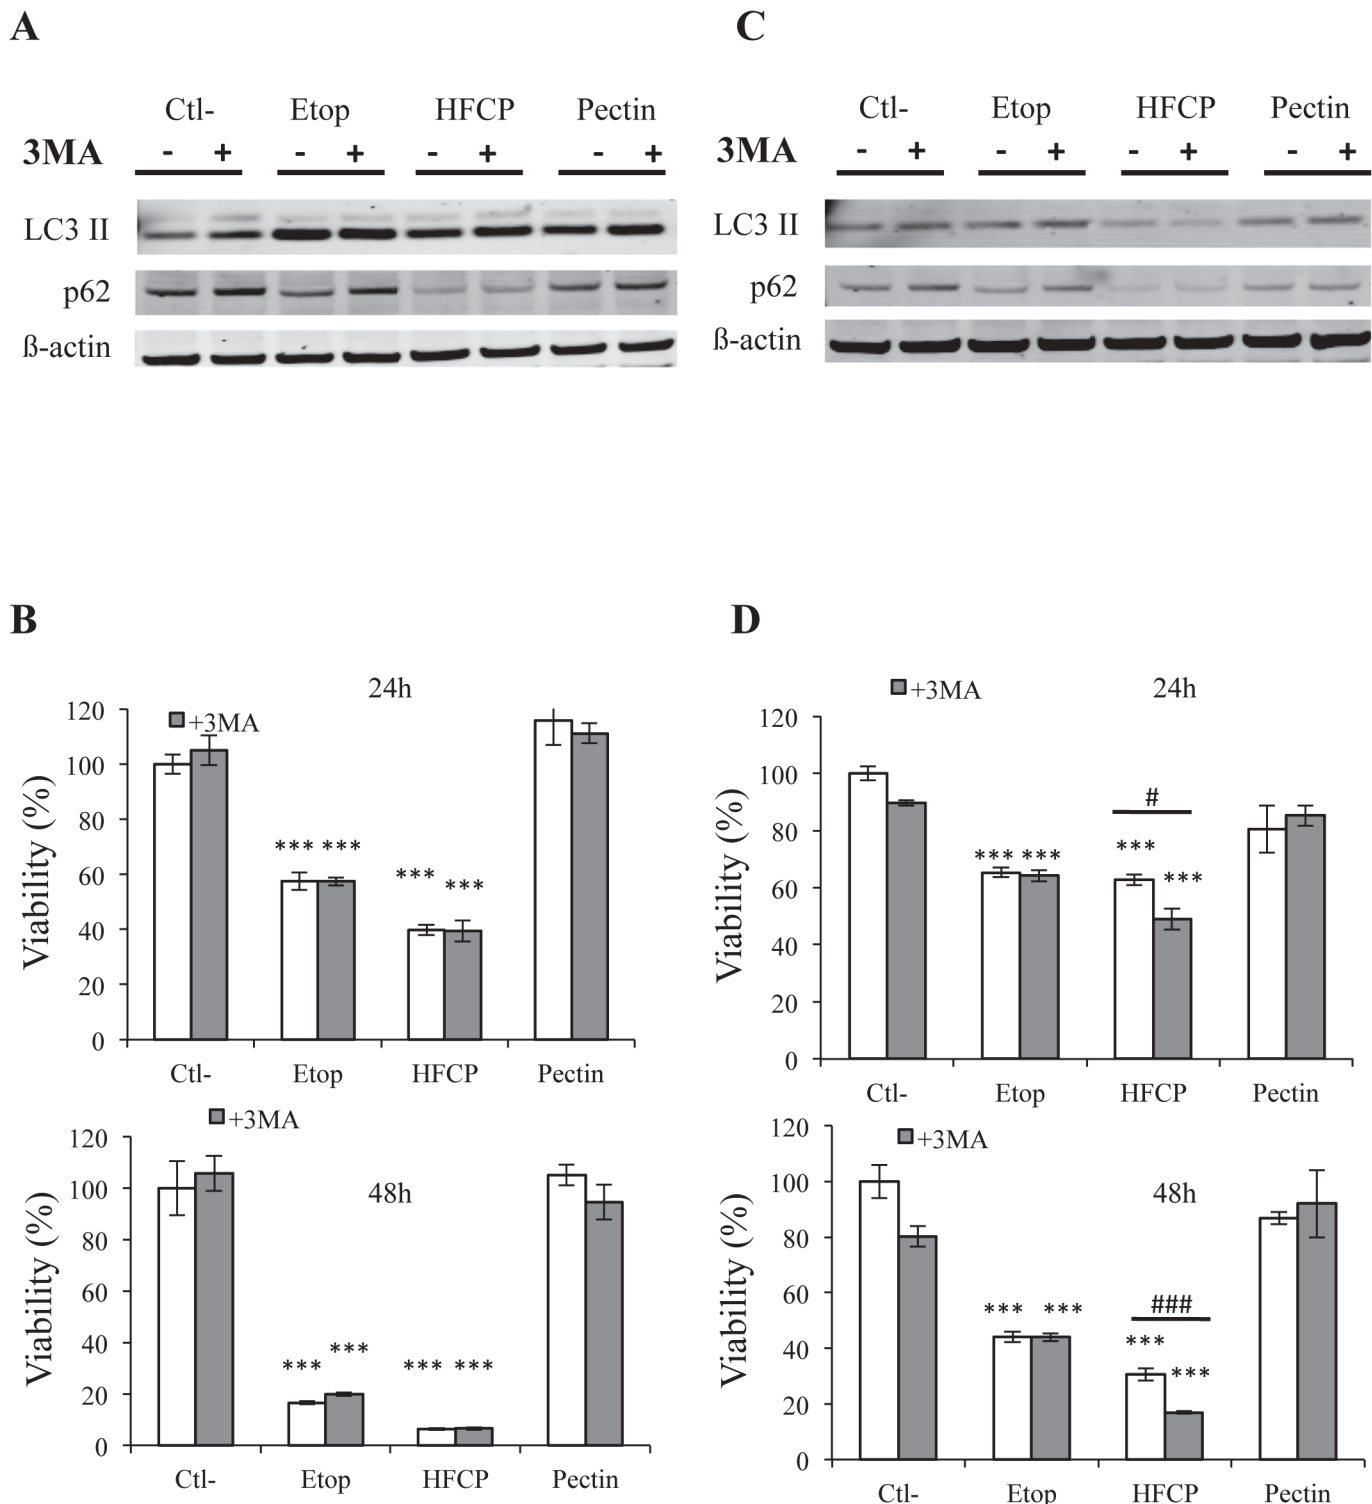 A
Ctl- Etop HFCP Pectin
3MA - + - + - + - +
LC3 II
p62
ß-actin
C
Ctl- Etop HFCP Pectin
3MA - + - + - + - +
LC3 II
p62
ß-actin
B
24h
+3MA
Viability (%)
120
100
80
60
40
20
0
*** *** *** ***
Ctl- Etop HFCP Pectin
+3MA
48h
Viability (%)
120
100
80
60
40
20
0
*** *** *** ***
Ctl- Etop HFCP Pectin
D
+3MA 24h
Viability (%)
120
100
80
60
40
20
0
#
*** *** *** ***
Ctl- Etop HFCP Pectin
+3MA
48h
Viability (%)
120
100
80
60
40
20
0
###
*** *** *** ***
Ctl- Etop HFCP Pectin